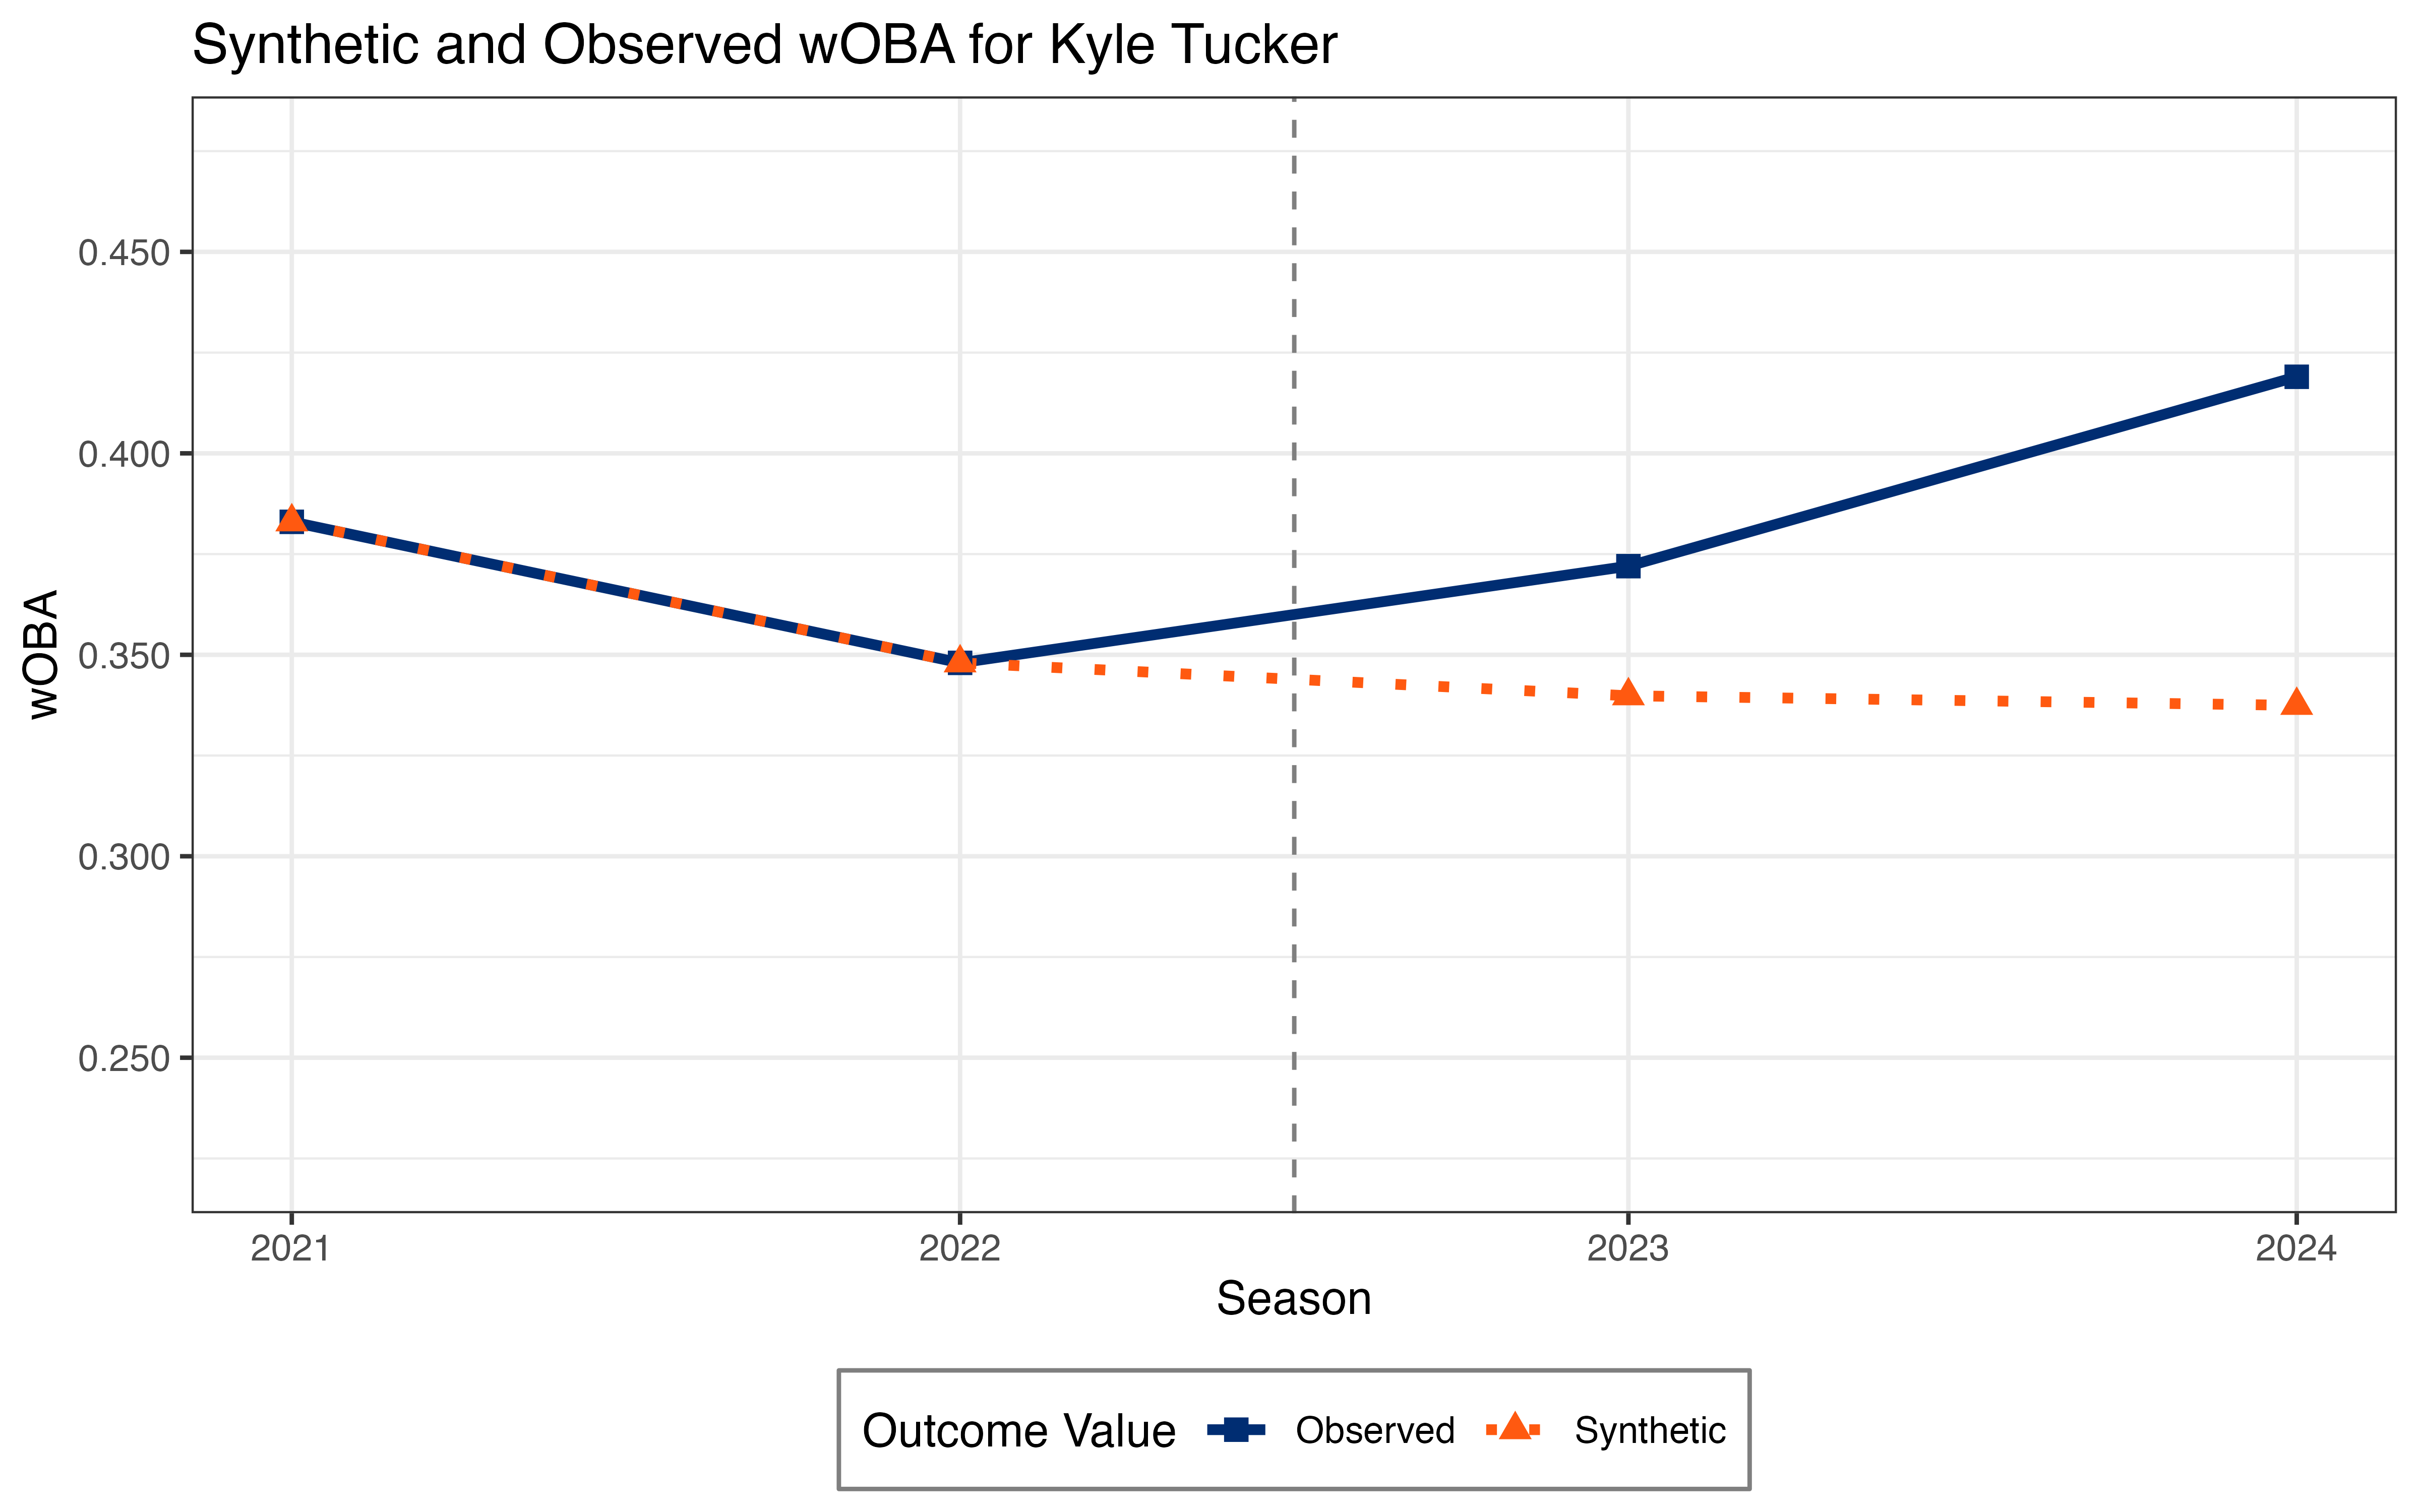 Synthetic and Observed wOBA for Kyle Tucker
wOBA
0.450
0.400
0.350
0.300
0.250
2021 2022 2023 2024
Season
Outcome Value Observed Synthetic